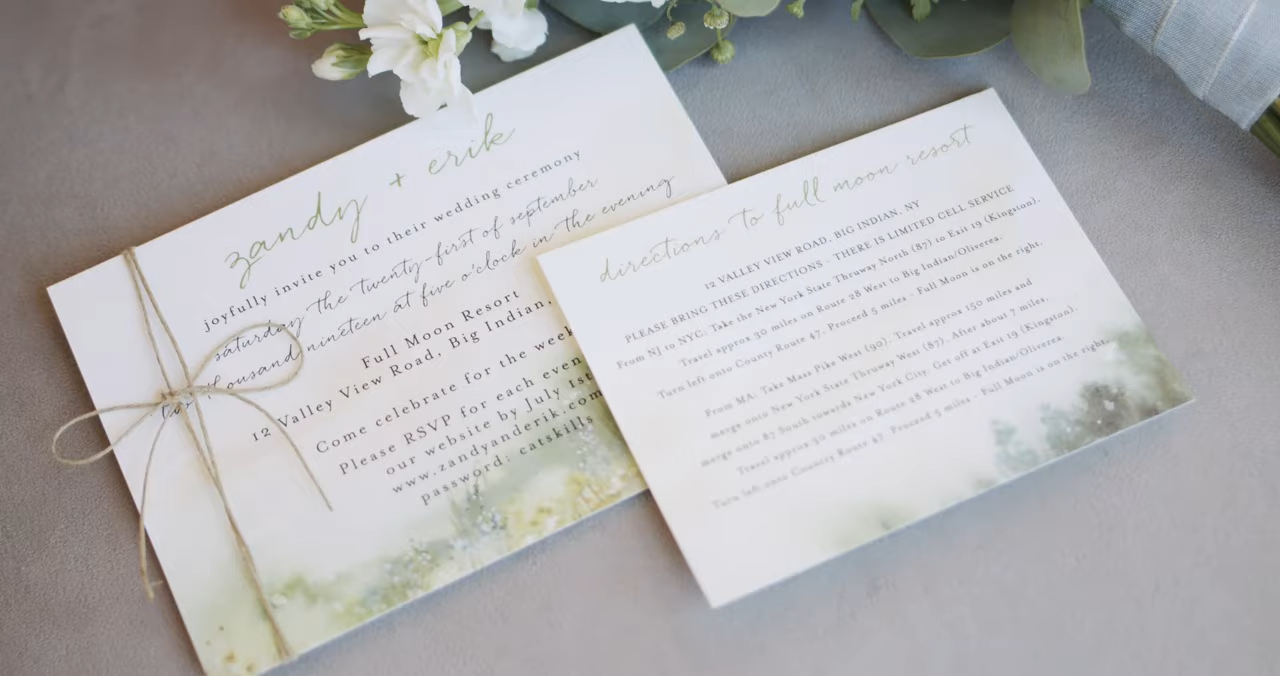 zandy + erik
joyfully invite you to their wedding ceremony
saturday the twenty-first of september
thousand nineteen at five o'clock in the evening
Full Moon Resort
12 Valley View Road, Big Indian,
Come celebrate for the week
Please RSVP for each even
our website by July 1st
www.zandyanderik.com
password: catskills
directions to full moon resort
12 VALLEY VIEW ROAD, BIG INDIAN, NY
PLEASE BRING THESE DIRECTIONS - THERE IS LIMITED CELL SERVICE
From NJ to NYC: Take the New York State Thruway North (87) to Exit 19 (Kingston).
Travel approx 30 miles on Route 28 West to Big Indian/Oliverea.
Turn left onto County Route 47. Proceed 5 miles - Full Moon is on the right.
From MA: Take Mass Pike West (90). Travel approx 150 miles and
merge onto New York State Thruway West (87). After about 7 miles,
merge onto 87 South towards New York City. Get off at Exit 19 (Kingston).
Travel approx 30 miles on Route 28 West to Big Indian/Oliverea.
Turn left onto Country Route 47. Proceed 5 miles - Full Moon is on the right.